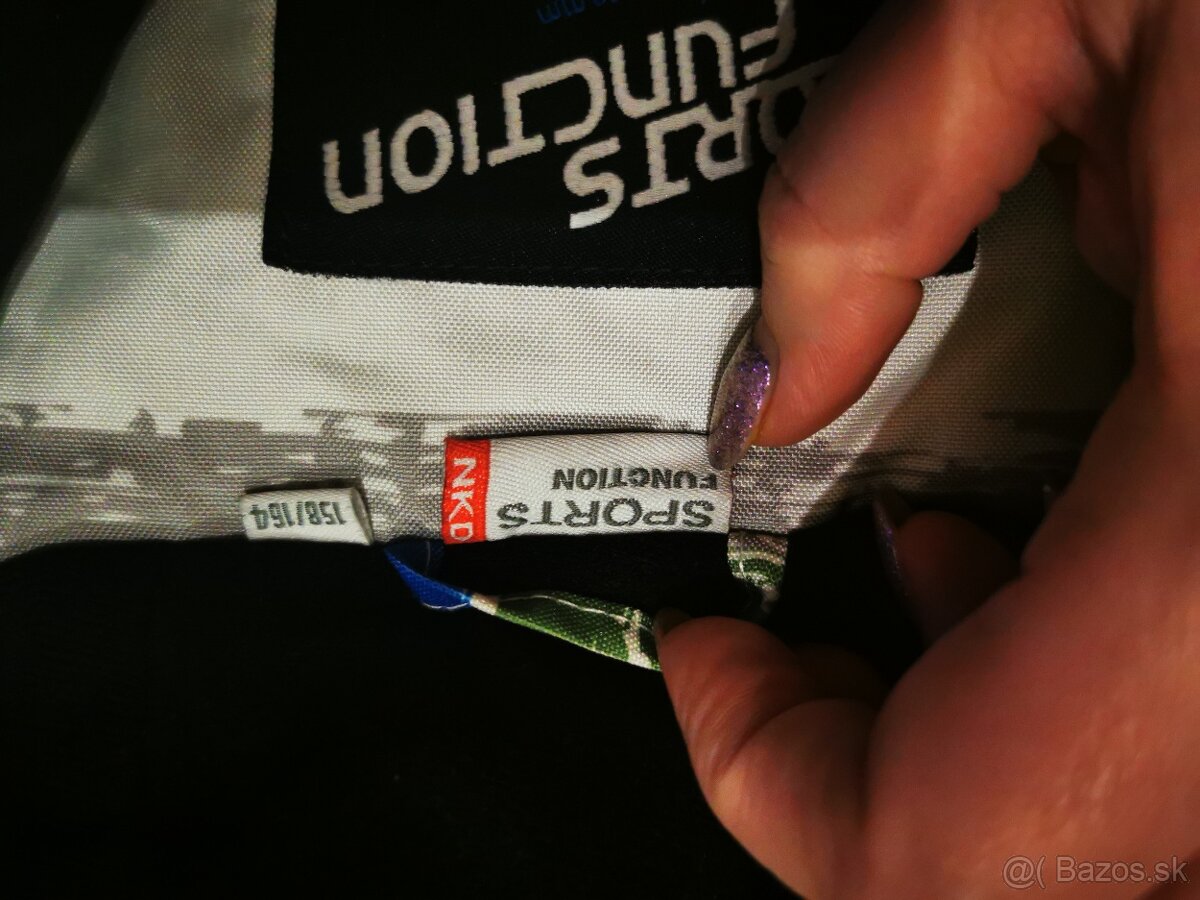 SPORTS
FUNCTION
SPORTS
FUNCTION
NKD
158/164
@( Bazos.sk